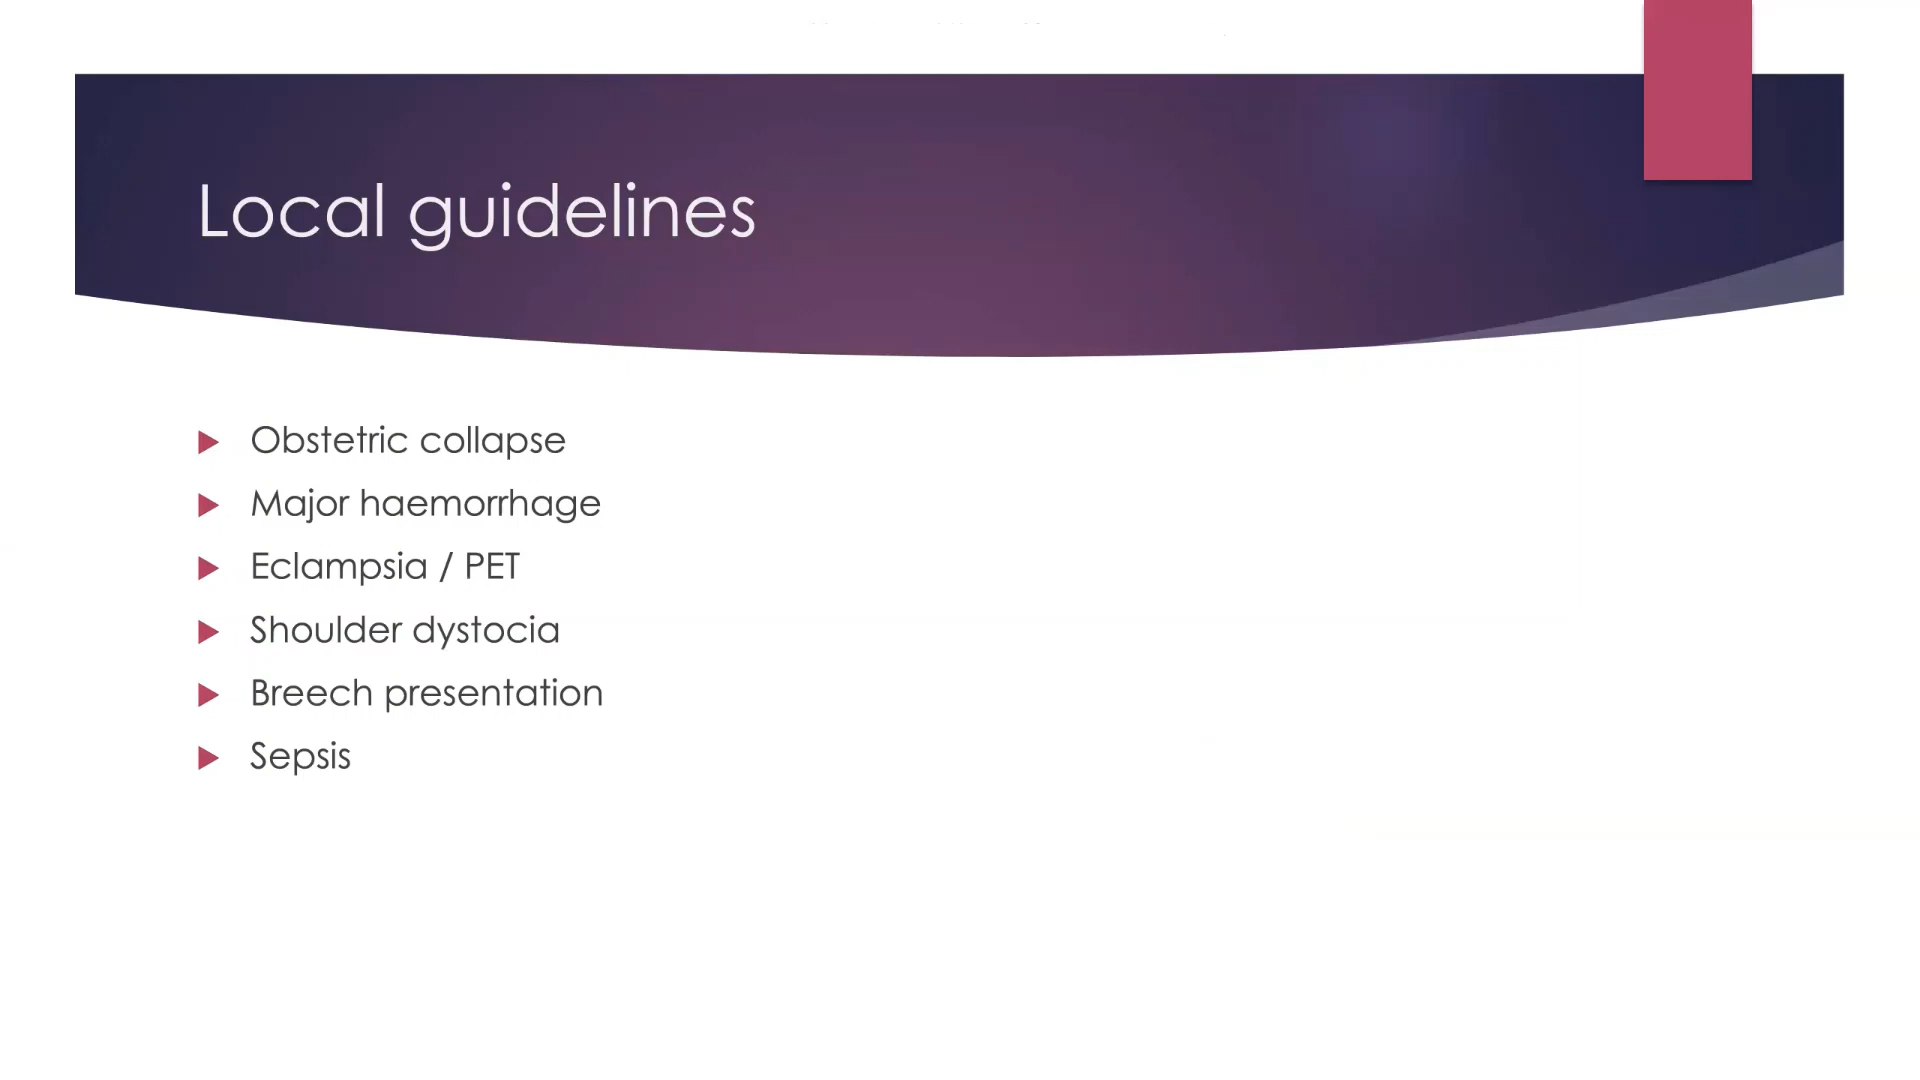 Local guidelines
Obstetric collapse
Major haemorrhage
Eclampsia / PET
Shoulder dystocia
Breech presentation
Sepsis